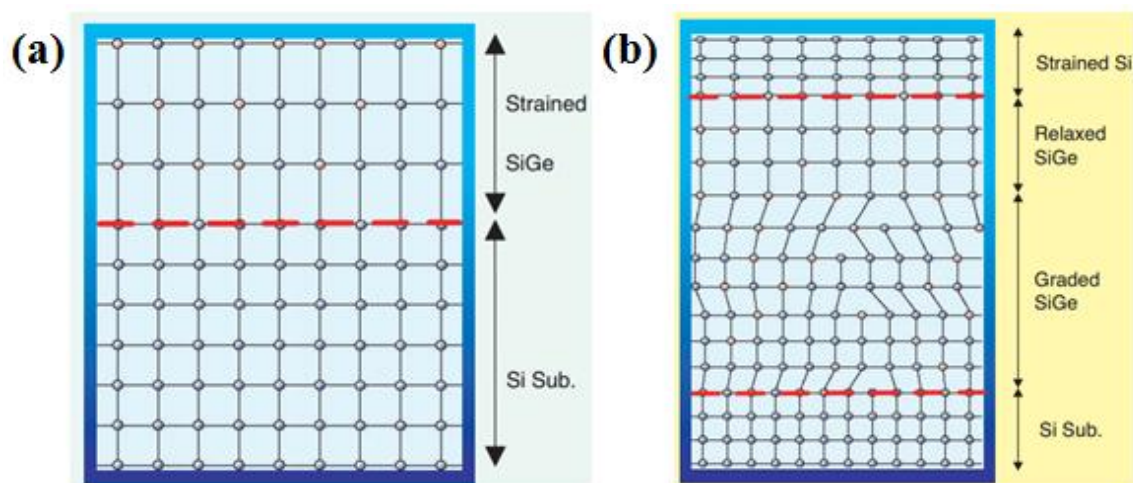 (a)
Strained
SiGe
Si Sub.
(b)
Strained Si
Relaxed
SiGe
Graded
SiGe
Si Sub.